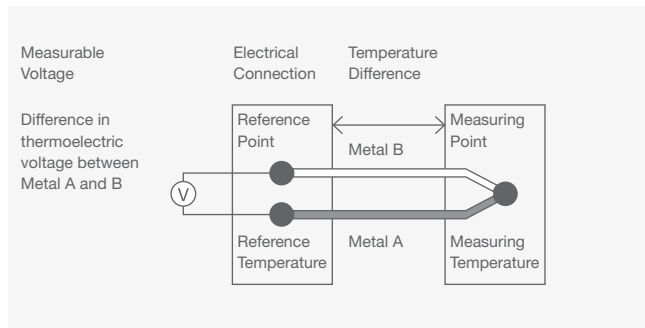 Measurable
Voltage
Electrical
Connection
Temperature
Difference
Difference in
thermoelectric
voltage between
Metal A and B
Reference
Point
Metal B
Measuring
Point
V
Reference
Temperature
Metal A
Measuring
Temperature